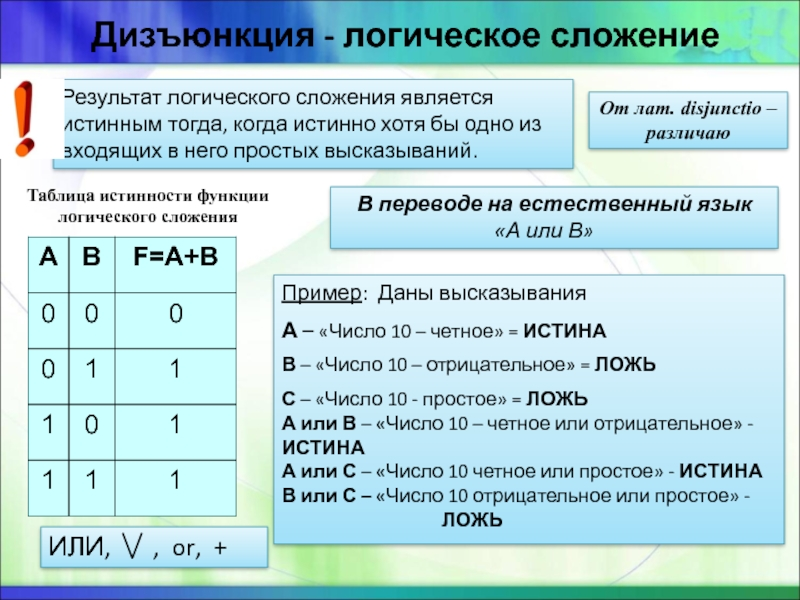 Дизъюнкция - логическое сложение
!
Результат логического сложения является
истинным тогда, когда истинно хотя бы одно из
входящих в него простых высказываний.
От лат. disjunctio –
различаю
Таблица истинности функции
логического сложения
В переводе на естественный язык
«А или В»
A B F=A+B
0 0 0
0 1 1
1 0 1
1 1 1
Пример: Даны высказывания
А – «Число 10 – четное» = ИСТИНА
В – «Число 10 – отрицательное» = ЛОЖЬ
С – «Число 10 - простое» = ЛОЖЬ
А или В – «Число 10 – четное или отрицательное» -
ИСТИНА
А или С – «Число 10 четное или простое» - ИСТИНА
В или С – «Число 10 отрицательное или простое» -
ЛОЖЬ
ИЛИ, \/ , or, +